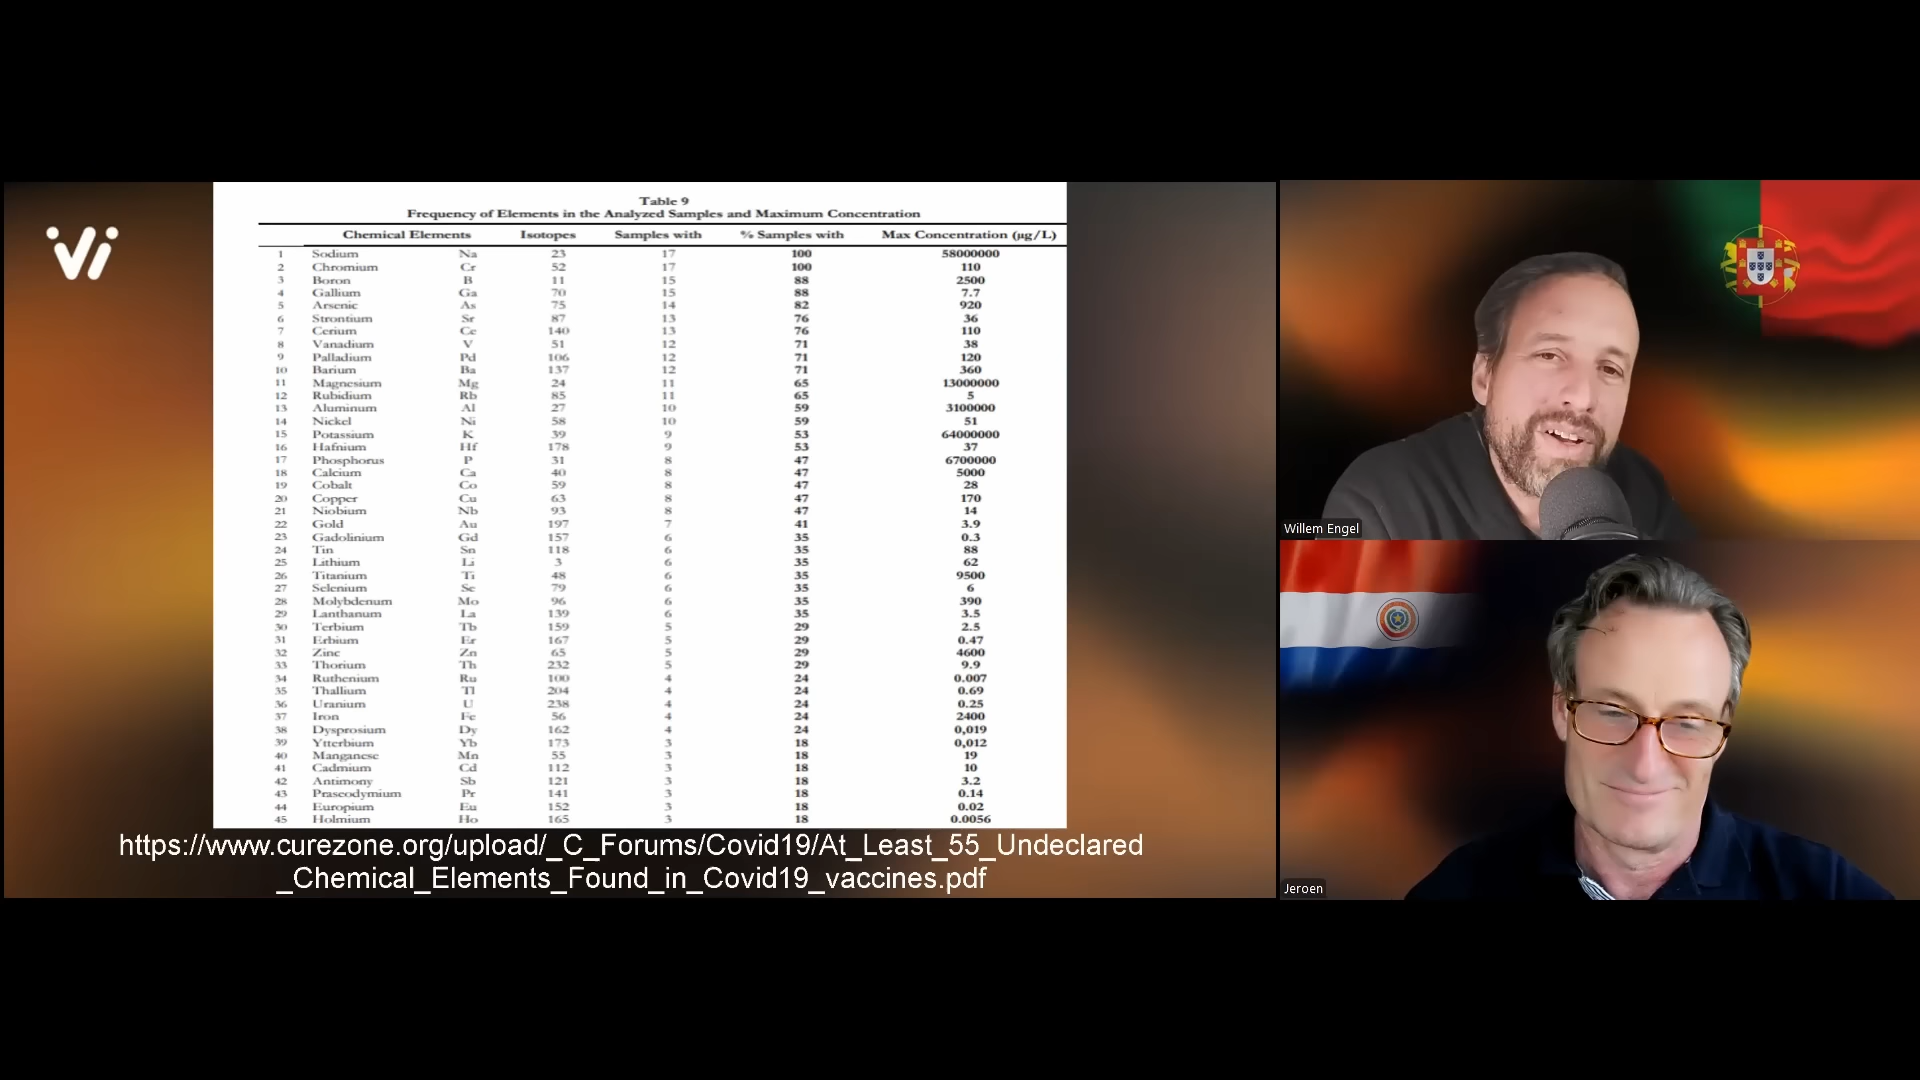 Table 9
Frequency of Elements in the Analyzed Samples and Maximum Concentration
Chemical Elements Isotopes Samples with % Samples with Max Concentration (µg/L)
1 Sodium Na 23 17 100 58000000
2 Chromium Cr 52 17 100 110
3 Boron B 11 15 88 2500
4 Gallium Ga 70 15 88 7.7
5 Arsenic As 75 14 82 920
6 Strontium Sr 87 13 76 36
7 Cerium Ce 140 13 76 110
8 Vanadium V 51 12 71 38
9 Palladium Pd 106 12 71 120
10 Barium Ba 137 12 71 360
11 Magnesium Mg 24 11 65 13000000
12 Rubidium Rb 85 11 65 5
13 Aluminum Al 27 10 59 3100000
14 Nickel Ni 58 10 59 51
15 Potassium K 39 9 53 64000000
16 Hafnium Hf 178 9 53 37
17 Phosphorus P 31 8 47 6700000
18 Calcium Ca 40 8 47 5000
19 Cobalt Co 59 8 47 28
20 Copper Cu 63 8 47 170
21 Niobium Nb 93 8 47 14
22 Gold Au 197 7 41 3.9
23 Gadolinium Gd 157 6 35 0.3
24 Tin Sn 118 6 35 88
25 Lithium Li 3 6 35 62
26 Titanium Ti 48 6 35 9500
27 Selenium Se 79 6 35 6
28 Molybdenum Mo 96 6 35 390
29 Lanthanum La 139 6 35 3.5
30 Terbium Tb 159 5 29 2.5
31 Erbium Er 167 5 29 0.47
32 Zinc Zn 65 5 29 4600
33 Thorium Th 232 5 29 9.9
34 Ruthenium Ru 100 4 24 0.007
35 Thallium Tl 204 4 24 0.69
36 Uranium U 238 4 24 0.25
37 Iron Fe 56 4 24 2400
38 Dysprosium Dy 162 4 24 0,019
39 Ytterbium Yb 173 3 18 0,012
40 Manganese Mn 55 3 18 19
41 Cadmium Cd 112 3 18 10
42 Antimony Sb 121 3 18 3.2
43 Praseodymium Pr 141 3 18 0.14
44 Europium Eu 152 3 18 0.02
45 Holmium Ho 165 3 18 0.0056
https://www.curezone.org/upload/_C_Forums/Covid19/At_Least_55_Undeclared
_Chemical_Elements_Found_in_Covid19_vaccines.pdf
Willem Engel
Jeroen